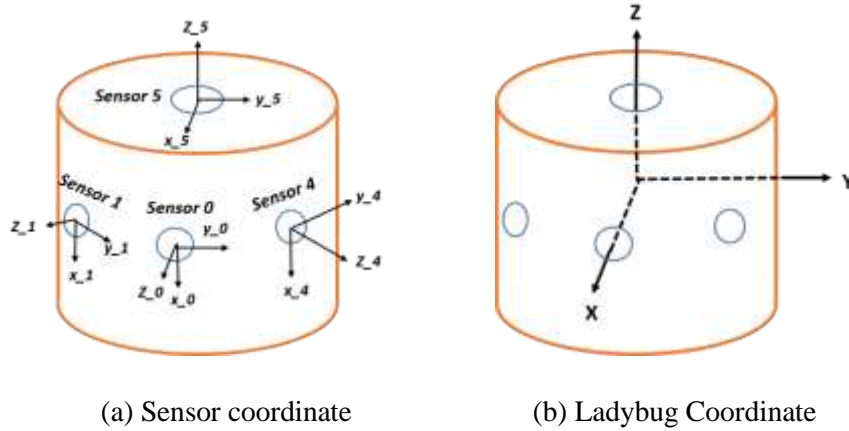 Z_5
Sensor 5
y_5
x_5
Sensor 1
Sensor 0
Sensor 4
y_4
Z_1
y_1
y_0
x_1
Z_0
x_0
x_4
Z_4
Z
Y
X
(a) Sensor coordinate
(b) Ladybug Coordinate